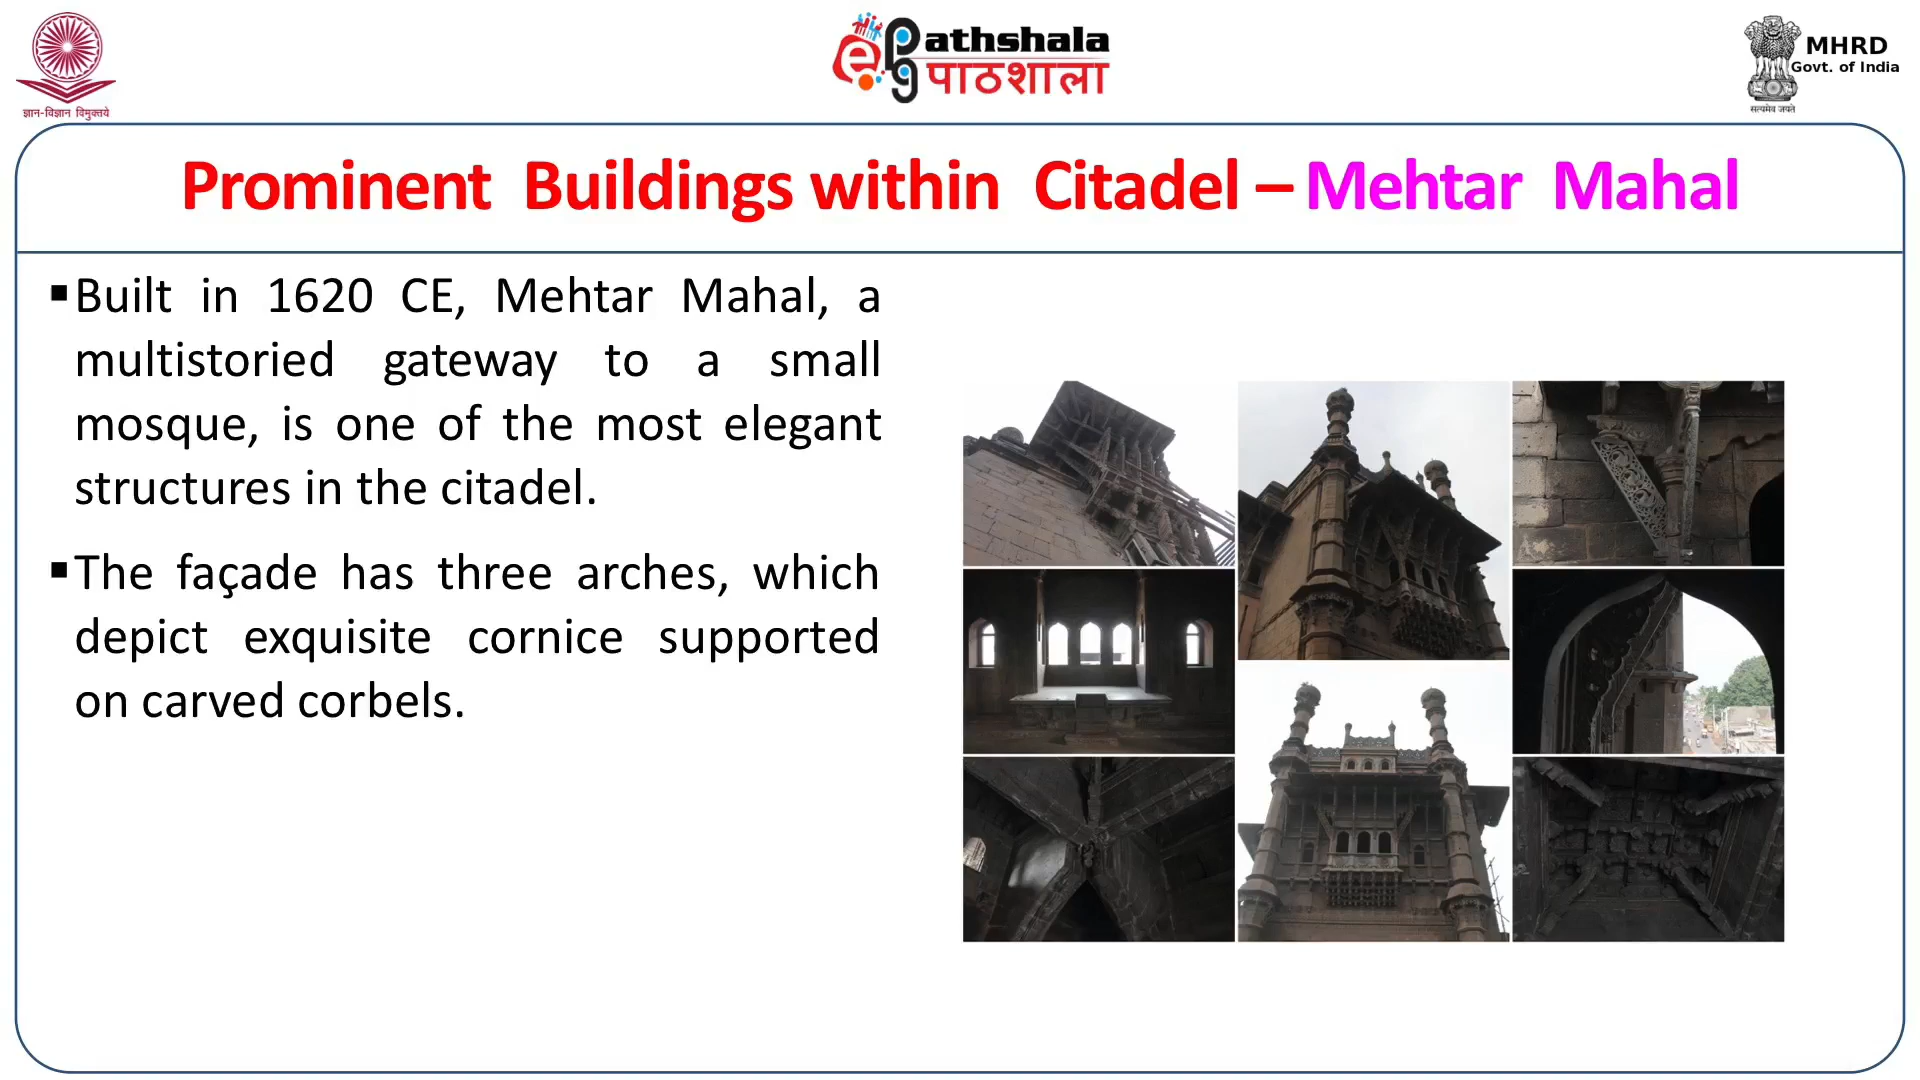 ज्ञान-विज्ञान विमुक्तये
ePG Pathshala
पाठशाला
MHRD
Govt. of India
सत्यमेव जयते
Prominent Buildings within Citadel – Mehtar Mahal
▪Built in 1620 CE, Mehtar Mahal, a
multistoried gateway to a small
mosque, is one of the most elegant
structures in the citadel.
▪The façade has three arches, which
depict exquisite cornice supported
on carved corbels.